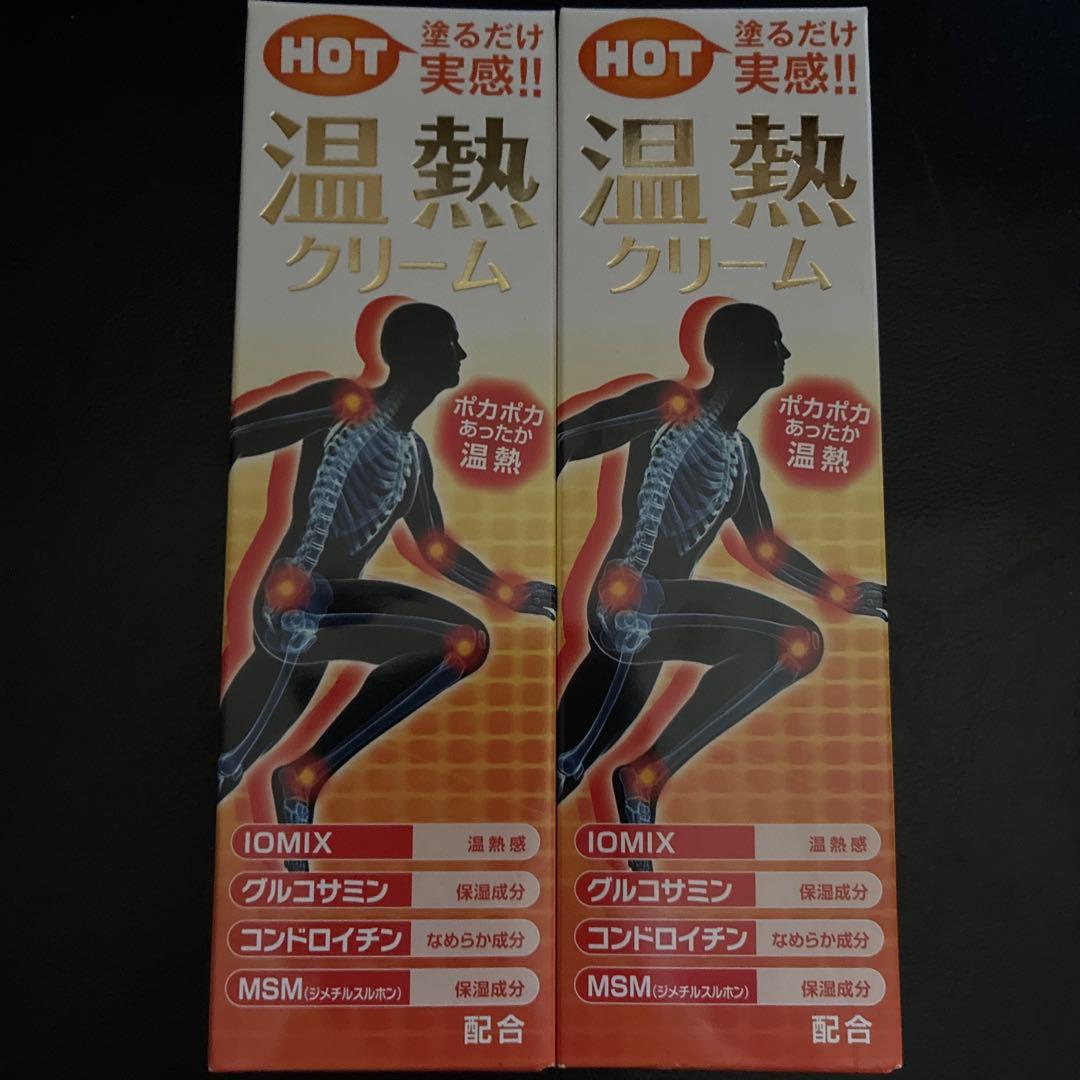 HOT
塗るだけ
実感!!
温熱
クリーム
ポカポカ
あったか
温熱
IOMIX 温熱感
グルコサミン 保湿成分
コンドロイチン なめらか成分
MSM(ジメチルスルホン) 保湿成分
配合
HOT
塗るだけ
実感!!
温熱
クリーム
ポカポカ
あったか
温熱
IOMIX 温熱感
グルコサミン 保湿成分
コンドロイチン なめらか成分
MSM(ジメチルスルホン) 保湿成分
配合